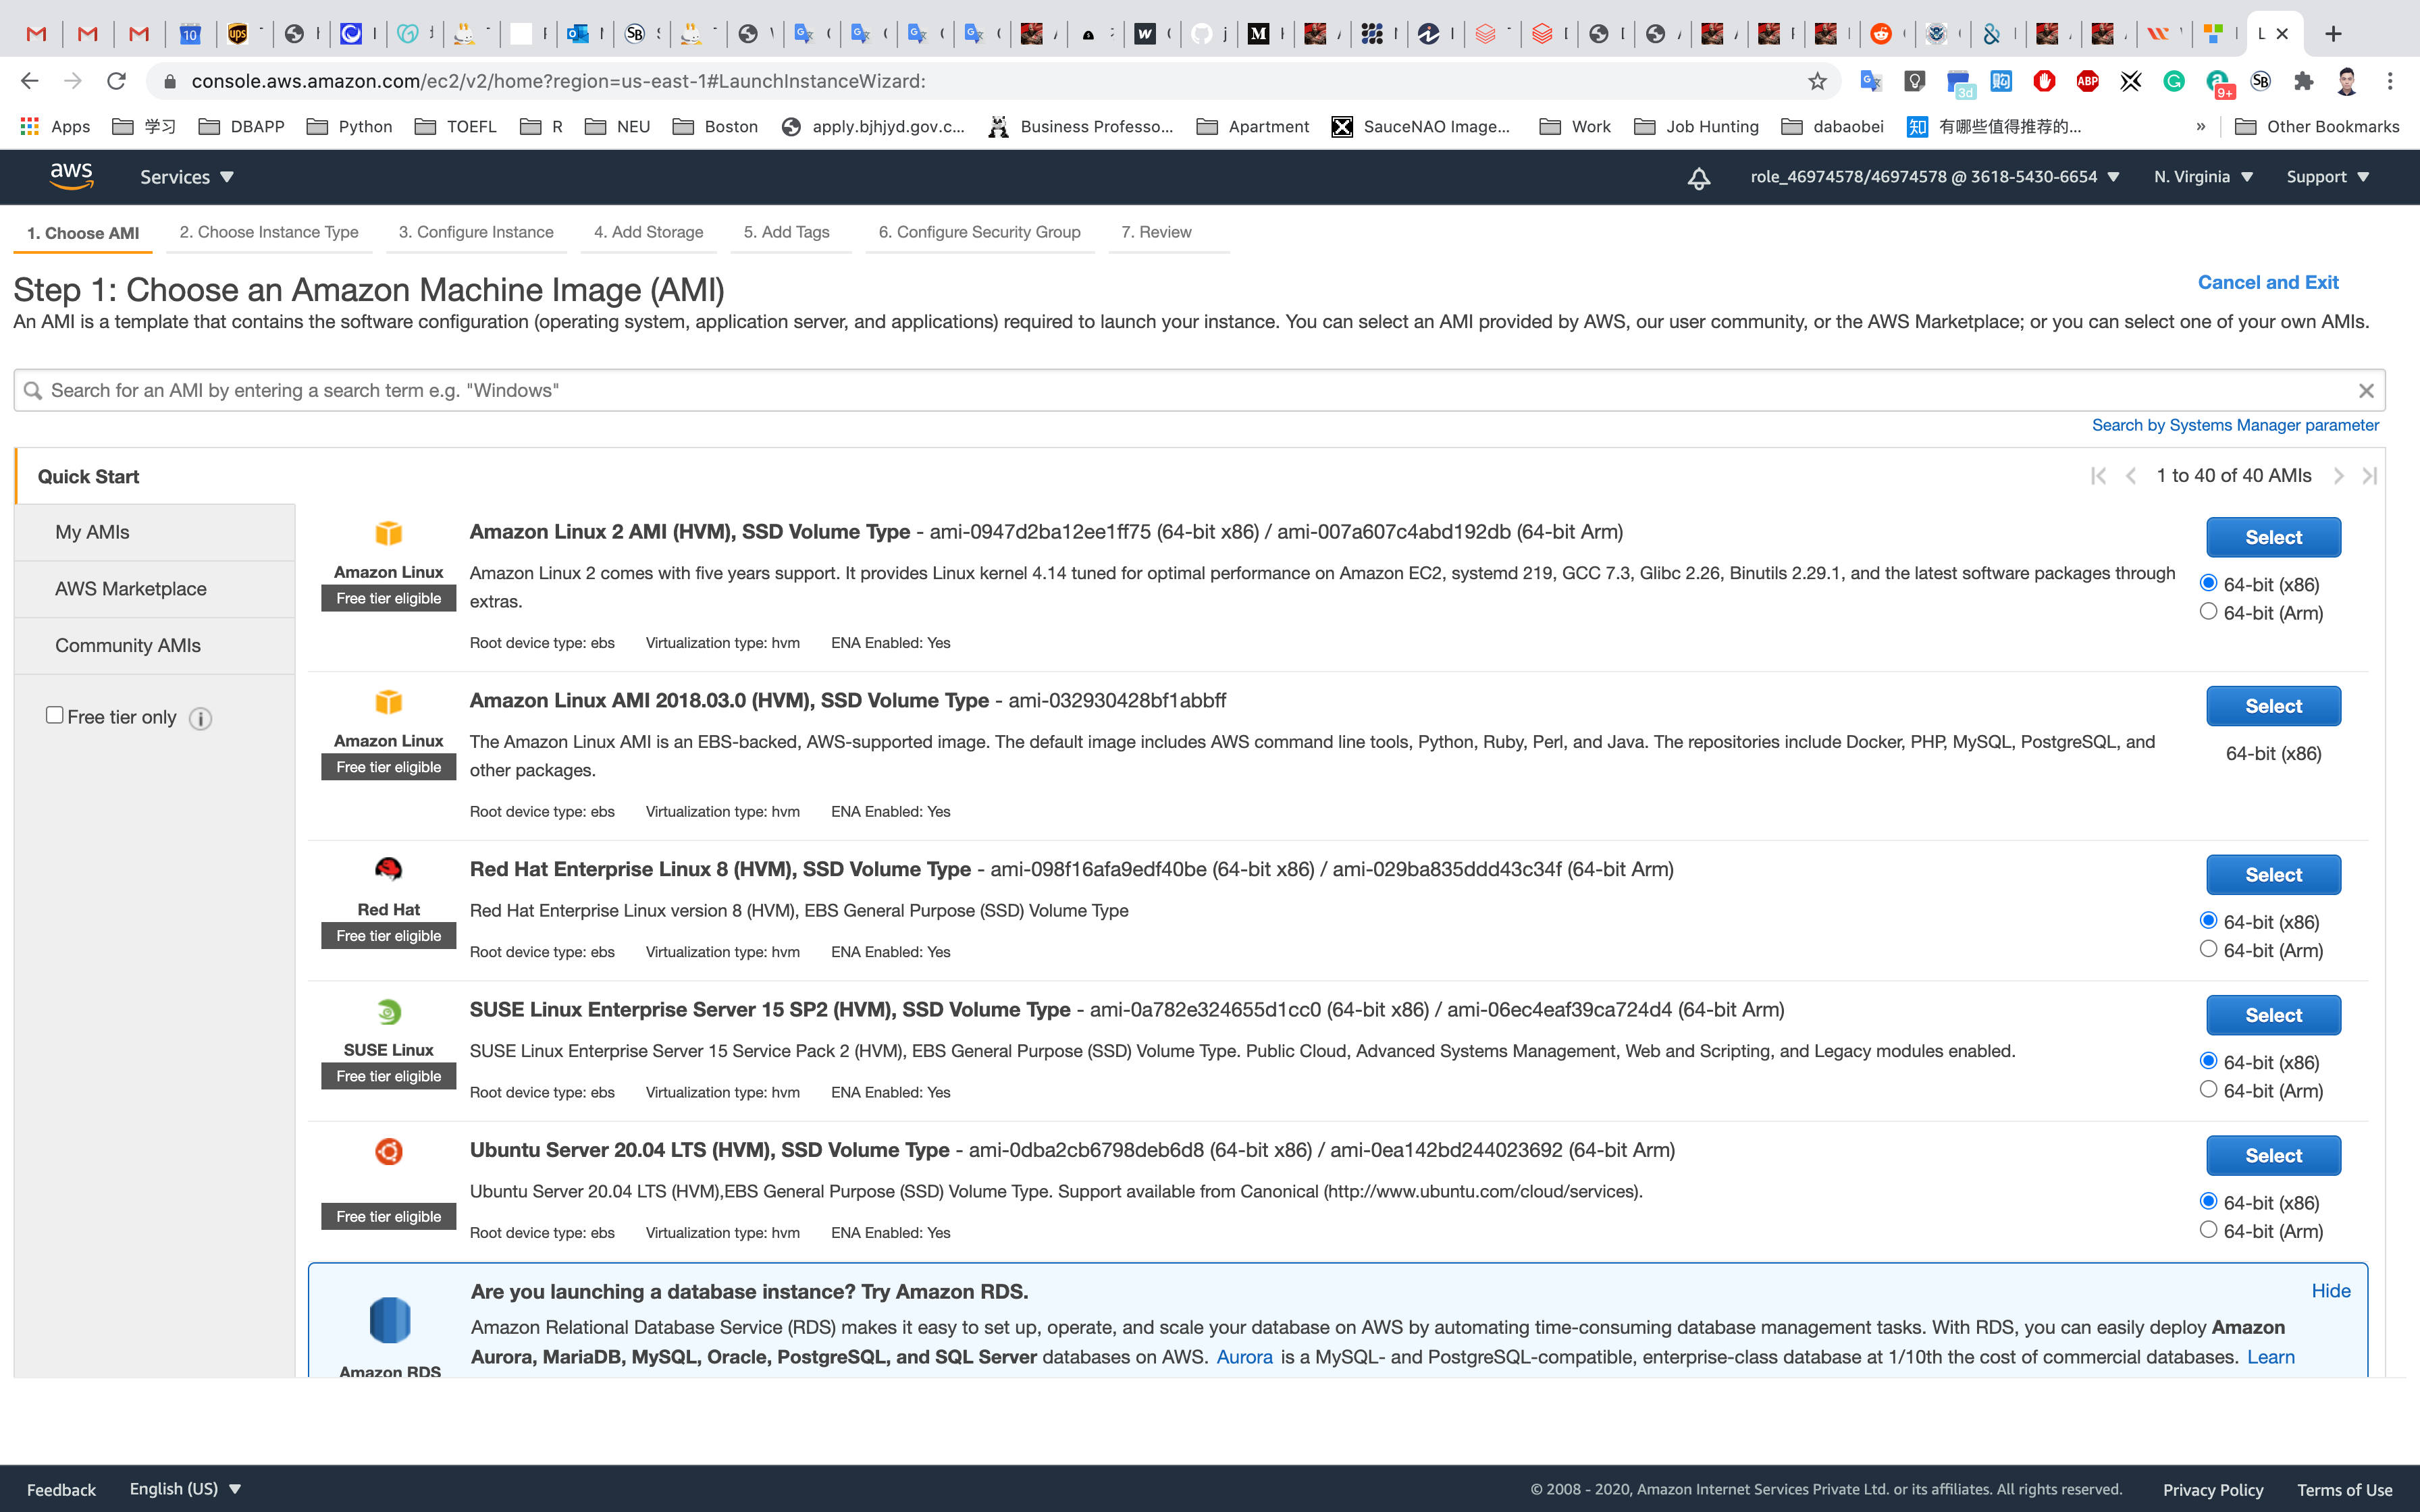 10
ups
SB
W
M
L
console.aws.amazon.com/ec2/v2/home?region=us-east-1#LaunchInstanceWizard:
3d
ABP
9+
SB
Apps
学习
DBAPP
Python
TOEFL
R
NEU
Boston
apply.bjhjyd.gov.c...
Business Professo...
Apartment
SauceNAO Image...
Work
Job Hunting
dabaobei
知
有哪些值得推荐的...
»
Other Bookmarks
aws
Services
role_46974578/46974578 @ 3618-5430-6654
N. Virginia
Support
1. Choose AMI
2. Choose Instance Type
3. Configure Instance
4. Add Storage
5. Add Tags
6. Configure Security Group
7. Review
Step 1: Choose an Amazon Machine Image (AMI)
Cancel and Exit
An AMI is a template that contains the software configuration (operating system, application server, and applications) required to launch your instance. You can select an AMI provided by AWS, our user community, or the AWS Marketplace; or you can select one of your own AMIs.
Search for an AMI by entering a search term e.g. "Windows"
Search by Systems Manager parameter
Quick Start
1 to 40 of 40 AMIs
My AMIs
AWS Marketplace
Community AMIs
Free tier only
Amazon Linux
Free tier eligible
Amazon Linux 2 AMI (HVM), SSD Volume Type - ami-0947d2ba12ee1ff75 (64-bit x86) / ami-007a607c4abd192db (64-bit Arm)
Amazon Linux 2 comes with five years support. It provides Linux kernel 4.14 tuned for optimal performance on Amazon EC2, systemd 219, GCC 7.3, Glibc 2.26, Binutils 2.29.1, and the latest software packages through
extras.
Root device type: ebs Virtualization type: hvm ENA Enabled: Yes
Select
64-bit (x86)
64-bit (Arm)
Amazon Linux
Free tier eligible
Amazon Linux AMI 2018.03.0 (HVM), SSD Volume Type - ami-032930428bf1abbff
The Amazon Linux AMI is an EBS-backed, AWS-supported image. The default image includes AWS command line tools, Python, Ruby, Perl, and Java. The repositories include Docker, PHP, MySQL, PostgreSQL, and
other packages.
Root device type: ebs Virtualization type: hvm ENA Enabled: Yes
Select
64-bit (x86)
Red Hat
Free tier eligible
Red Hat Enterprise Linux 8 (HVM), SSD Volume Type - ami-098f16afa9edf40be (64-bit x86) / ami-029ba835ddd43c34f (64-bit Arm)
Red Hat Enterprise Linux version 8 (HVM), EBS General Purpose (SSD) Volume Type
Root device type: ebs Virtualization type: hvm ENA Enabled: Yes
Select
64-bit (x86)
64-bit (Arm)
SUSE Linux
Free tier eligible
SUSE Linux Enterprise Server 15 SP2 (HVM), SSD Volume Type - ami-0a782e324655d1cc0 (64-bit x86) / ami-06ec4eaf39ca724d4 (64-bit Arm)
SUSE Linux Enterprise Server 15 Service Pack 2 (HVM), EBS General Purpose (SSD) Volume Type. Public Cloud, Advanced Systems Management, Web and Scripting, and Legacy modules enabled.
Root device type: ebs Virtualization type: hvm ENA Enabled: Yes
Select
64-bit (x86)
64-bit (Arm)
Free tier eligible
Ubuntu Server 20.04 LTS (HVM), SSD Volume Type - ami-0dba2cb6798deb6d8 (64-bit x86) / ami-0ea142bd244023692 (64-bit Arm)
Ubuntu Server 20.04 LTS (HVM),EBS General Purpose (SSD) Volume Type. Support available from Canonical (http://www.ubuntu.com/cloud/services).
Root device type: ebs Virtualization type: hvm ENA Enabled: Yes
Select
64-bit (x86)
64-bit (Arm)
Are you launching a database instance? Try Amazon RDS.
Hide
Amazon Relational Database Service (RDS) makes it easy to set up, operate, and scale your database on AWS by automating time-consuming database management tasks. With RDS, you can easily deploy Amazon
Aurora, MariaDB, MySQL, Oracle, PostgreSQL, and SQL Server databases on AWS. Aurora is a MySQL- and PostgreSQL-compatible, enterprise-class database at 1/10th the cost of commercial databases. Learn
Amazon RDS
Feedback
English (US)
© 2008 - 2020, Amazon Internet Services Private Ltd. or its affiliates. All rights reserved.
Privacy Policy
Terms of Use